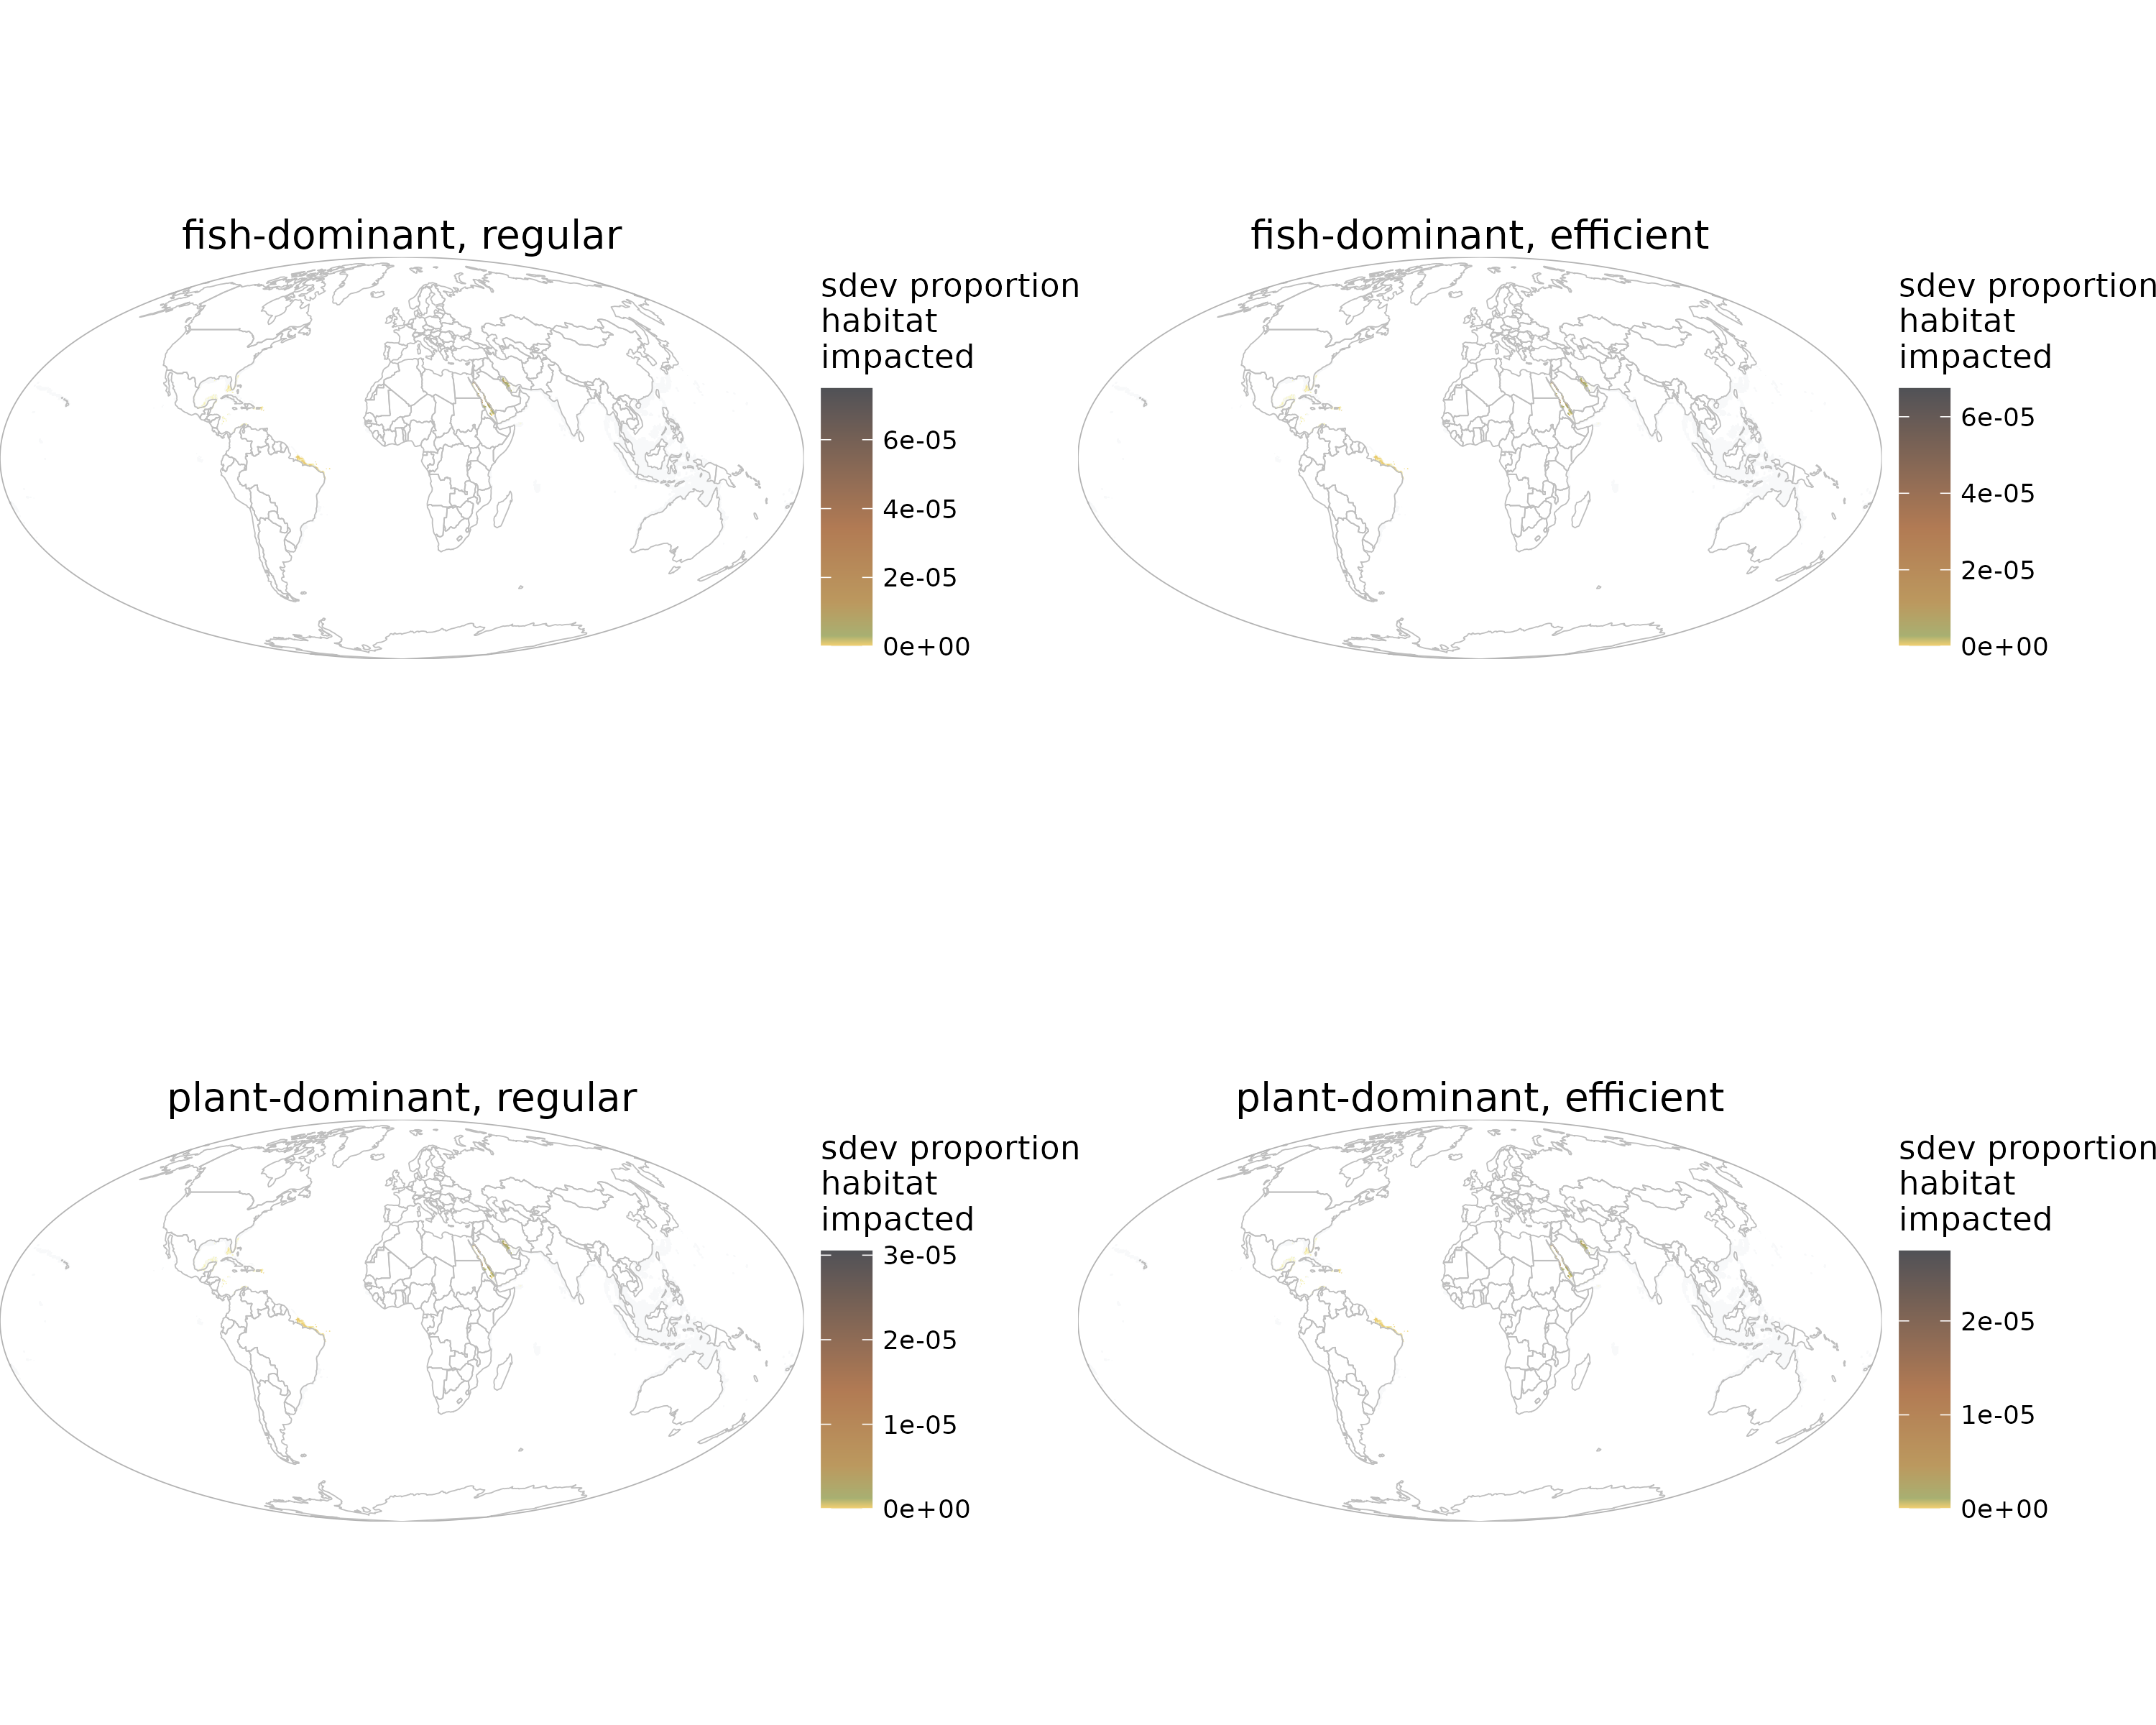 fish-dominant, regular
sdev proportion
habitat
impacted
6e-05
4e-05
2e-05
0e+00
fish-dominant, efficient
sdev proportion
habitat
impacted
6e-05
4e-05
2e-05
0e+00
plant-dominant, regular
sdev proportion
habitat
impacted
3e-05
2e-05
1e-05
0e+00
plant-dominant, efficient
sdev proportion
habitat
impacted
2e-05
1e-05
0e+00